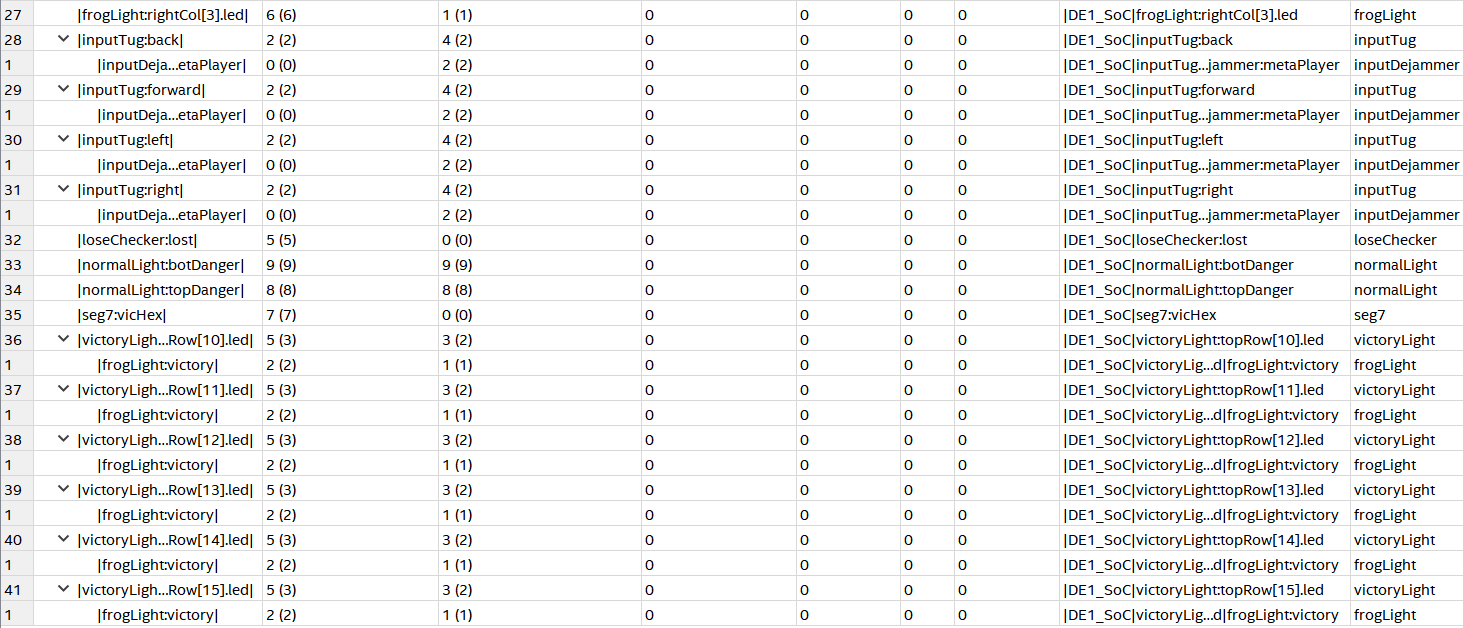 27 |frogLight:rightCol[3].led| 6 (6) 1 (1) 0 0 0 0 |DE1_SoC|frogLight:rightCol[3].led frogLight
28 |inputTug:back| 2 (2) 4 (2) 0 0 0 0 |DE1_SoC|inputTug:back inputTug
1 |inputDeja...etaPlayer| 0 (0) 2 (2) 0 0 0 0 |DE1_SoC|inputTug...jammer:metaPlayer inputDejammer
29 |inputTug:forward| 2 (2) 4 (2) 0 0 0 0 |DE1_SoC|inputTug:forward inputTug
1 |inputDeja...etaPlayer| 0 (0) 2 (2) 0 0 0 0 |DE1_SoC|inputTug...jammer:metaPlayer inputDejammer
30 |inputTug:left| 2 (2) 4 (2) 0 0 0 0 |DE1_SoC|inputTug:left inputTug
1 |inputDeja...etaPlayer| 0 (0) 2 (2) 0 0 0 0 |DE1_SoC|inputTug...jammer:metaPlayer inputDejammer
31 |inputTug:right| 2 (2) 4 (2) 0 0 0 0 |DE1_SoC|inputTug:right inputTug
1 |inputDeja...etaPlayer| 0 (0) 2 (2) 0 0 0 0 |DE1_SoC|inputTug...jammer:metaPlayer inputDejammer
32 |loseChecker:lost| 5 (5) 0 (0) 0 0 0 0 |DE1_SoC|loseChecker:lost loseChecker
33 |normalLight:botDanger| 9 (9) 9 (9) 0 0 0 0 |DE1_SoC|normalLight:botDanger normalLight
34 |normalLight:topDanger| 8 (8) 8 (8) 0 0 0 0 |DE1_SoC|normalLight:topDanger normalLight
35 |seg7:vicHex| 7 (7) 0 (0) 0 0 0 0 |DE1_SoC|seg7:vicHex seg7
36 |victoryLigh...Row[10].led| 5 (3) 3 (2) 0 0 0 0 |DE1_SoC|victoryLight:topRow[10].led victoryLight
1 |frogLight:victory| 2 (2) 1 (1) 0 0 0 0 |DE1_SoC|victoryLig...d|frogLight:victory frogLight
37 |victoryLigh...Row[11].led| 5 (3) 3 (2) 0 0 0 0 |DE1_SoC|victoryLight:topRow[11].led victoryLight
1 |frogLight:victory| 2 (2) 1 (1) 0 0 0 0 |DE1_SoC|victoryLig...d|frogLight:victory frogLight
38 |victoryLigh...Row[12].led| 5 (3) 3 (2) 0 0 0 0 |DE1_SoC|victoryLight:topRow[12].led victoryLight
1 |frogLight:victory| 2 (2) 1 (1) 0 0 0 0 |DE1_SoC|victoryLig...d|frogLight:victory frogLight
39 |victoryLigh...Row[13].led| 5 (3) 3 (2) 0 0 0 0 |DE1_SoC|victoryLight:topRow[13].led victoryLight
1 |frogLight:victory| 2 (2) 1 (1) 0 0 0 0 |DE1_SoC|victoryLig...d|frogLight:victory frogLight
40 |victoryLigh...Row[14].led| 5 (3) 3 (2) 0 0 0 0 |DE1_SoC|victoryLight:topRow[14].led victoryLight
1 |frogLight:victory| 2 (2) 1 (1) 0 0 0 0 |DE1_SoC|victoryLig...d|frogLight:victory frogLight
41 |victoryLigh...Row[15].led| 5 (3) 3 (2) 0 0 0 0 |DE1_SoC|victoryLight:topRow[15].led victoryLight
1 |frogLight:victory| 2 (2) 1 (1) 0 0 0 0 |DE1_SoC|victoryLig...d|frogLight:victory frogLight